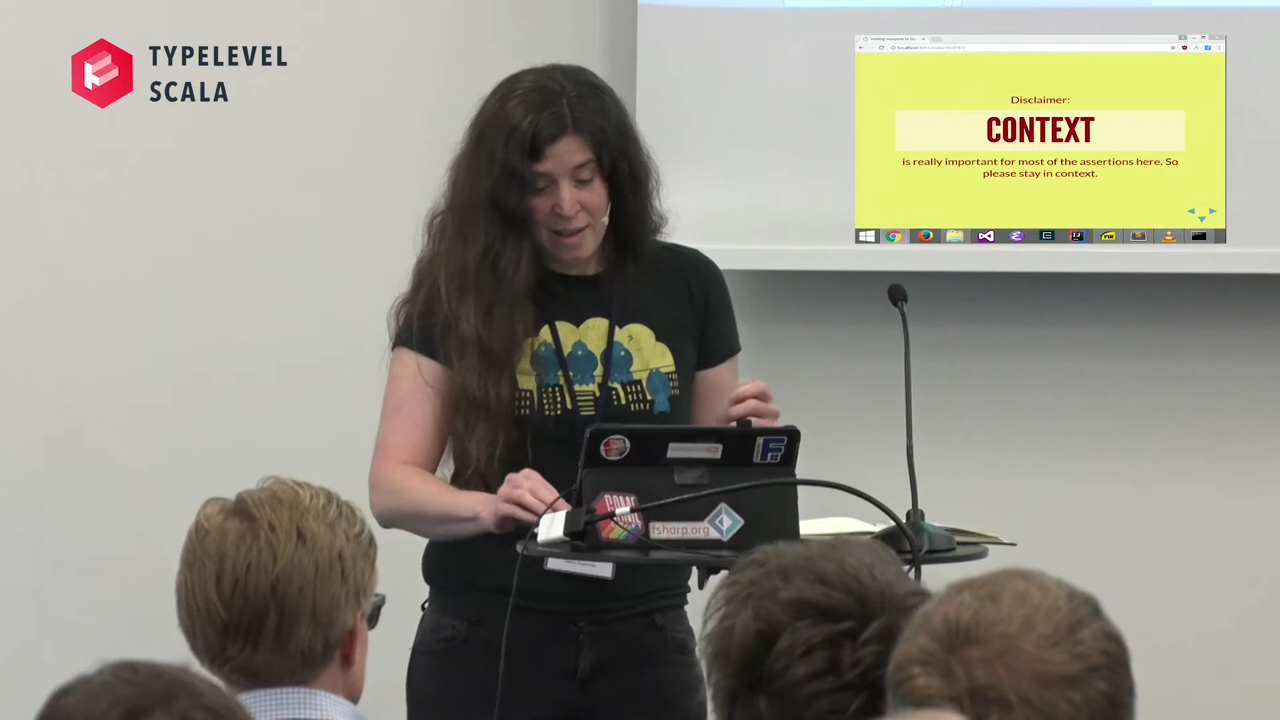 TYPELEVEL
SCALA
Disclaimer:
CONTEXT
is really important for most of the assertions here. So
please stay in context.
fsharp.org